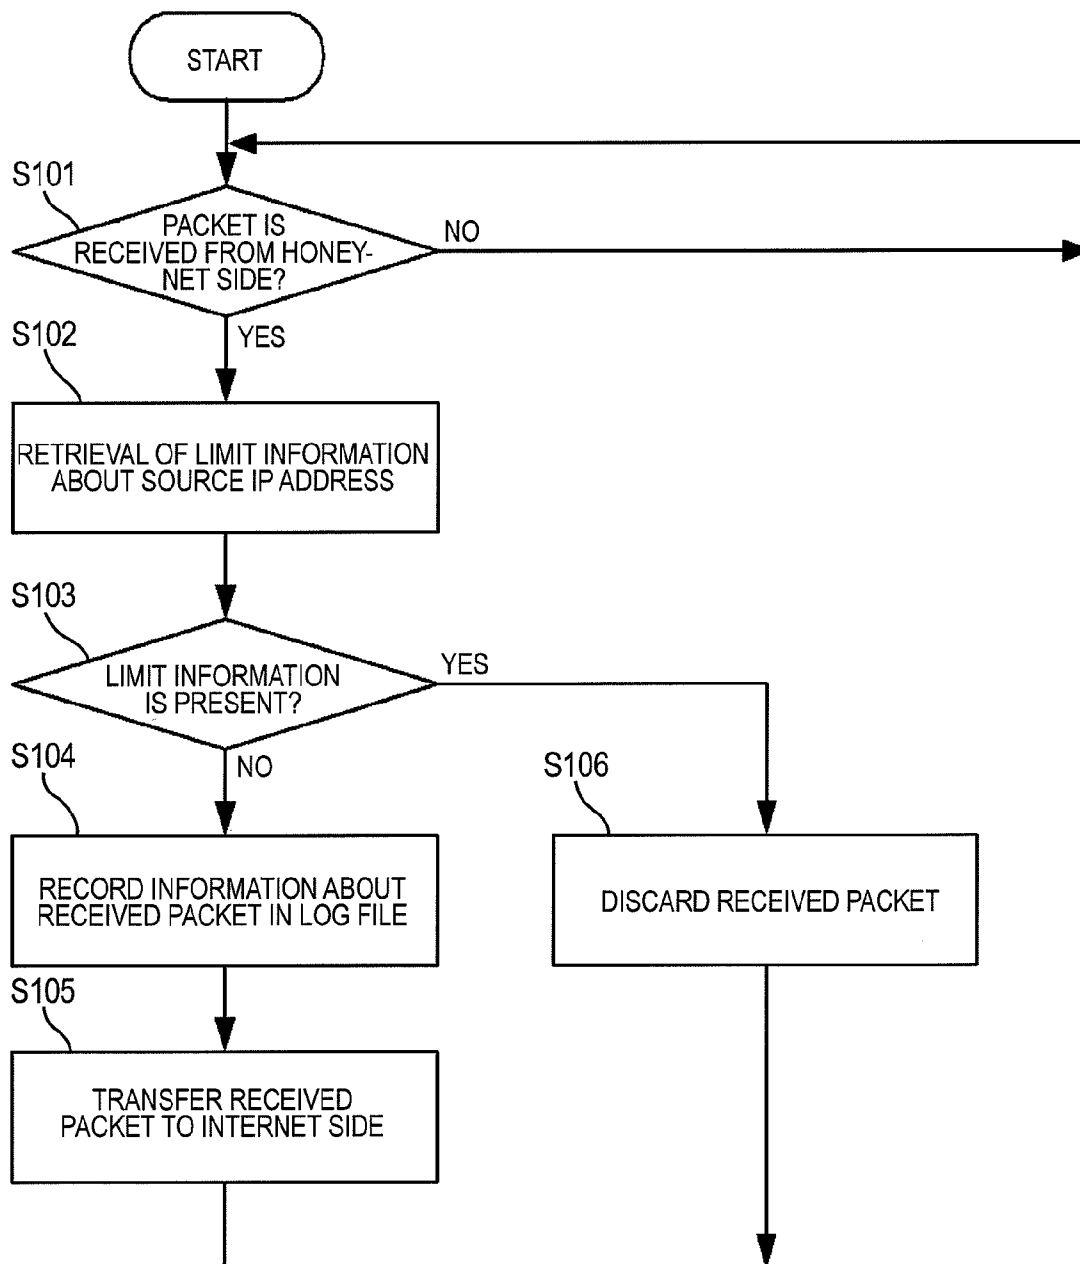 START
S101
PACKET IS
RECEIVED FROM HONEY-
NET SIDE?
NO
YES
S102
RETRIEVAL OF LIMIT INFORMATION
ABOUT SOURCE IP ADDRESS
S103
LIMIT INFORMATION
IS PRESENT?
YES
NO
S104
RECORD INFORMATION ABOUT
RECEIVED PACKET IN LOG FILE
S106
DISCARD RECEIVED PACKET
S105
TRANSFER RECEIVED
PACKET TO INTERNET SIDE